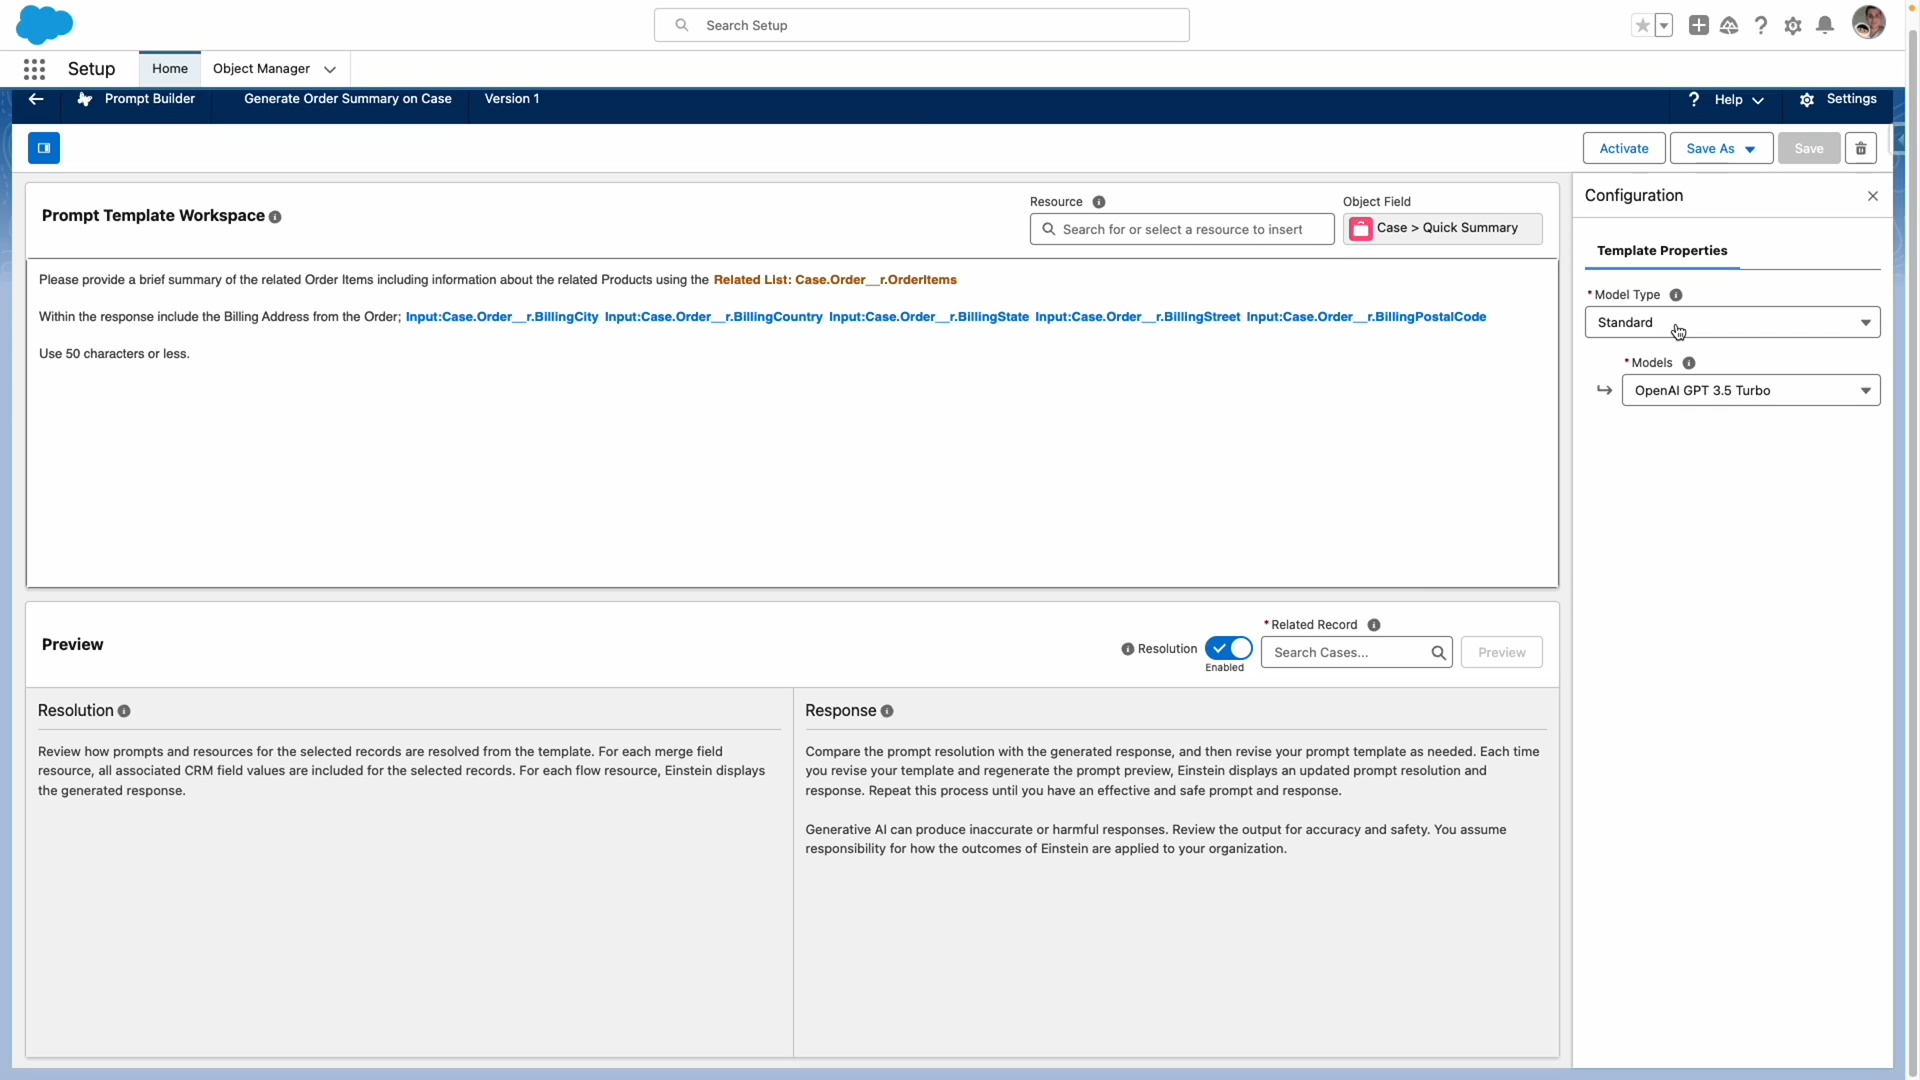 Search Setup
Setup
Home
Object Manager
Prompt Builder
Generate Order Summary on Case
Version 1
Help
Settings
Activate
Save As
Save
Prompt Template Workspace
Resource
Search for or select a resource to insert
Object Field
Case > Quick Summary
Please provide a brief summary of the related Order Items including information about the related Products using the Related List: Case.Order__r.OrderItems
Within the response include the Billing Address from the Order; Input:Case.Order__r.BillingCity Input:Case.Order__r.BillingCountry Input:Case.Order__r.BillingState Input:Case.Order__r.BillingStreet Input:Case.Order__r.BillingPostalCode
Use 50 characters or less.
Configuration
Template Properties
* Model Type
Standard
* Models
OpenAI GPT 3.5 Turbo
Preview
Resolution
Enabled
* Related Record
Search Cases...
Preview
Resolution
Review how prompts and resources for the selected records are resolved from the template. For each merge field
resource, all associated CRM field values are included for the selected records. For each flow resource, Einstein displays
the generated response.
Response
Compare the prompt resolution with the generated response, and then revise your prompt template as needed. Each time
you revise your template and regenerate the prompt preview, Einstein displays an updated prompt resolution and
response. Repeat this process until you have an effective and safe prompt and response.
Generative AI can produce inaccurate or harmful responses. Review the output for accuracy and safety. You assume
responsibility for how the outcomes of Einstein are applied to your organization.